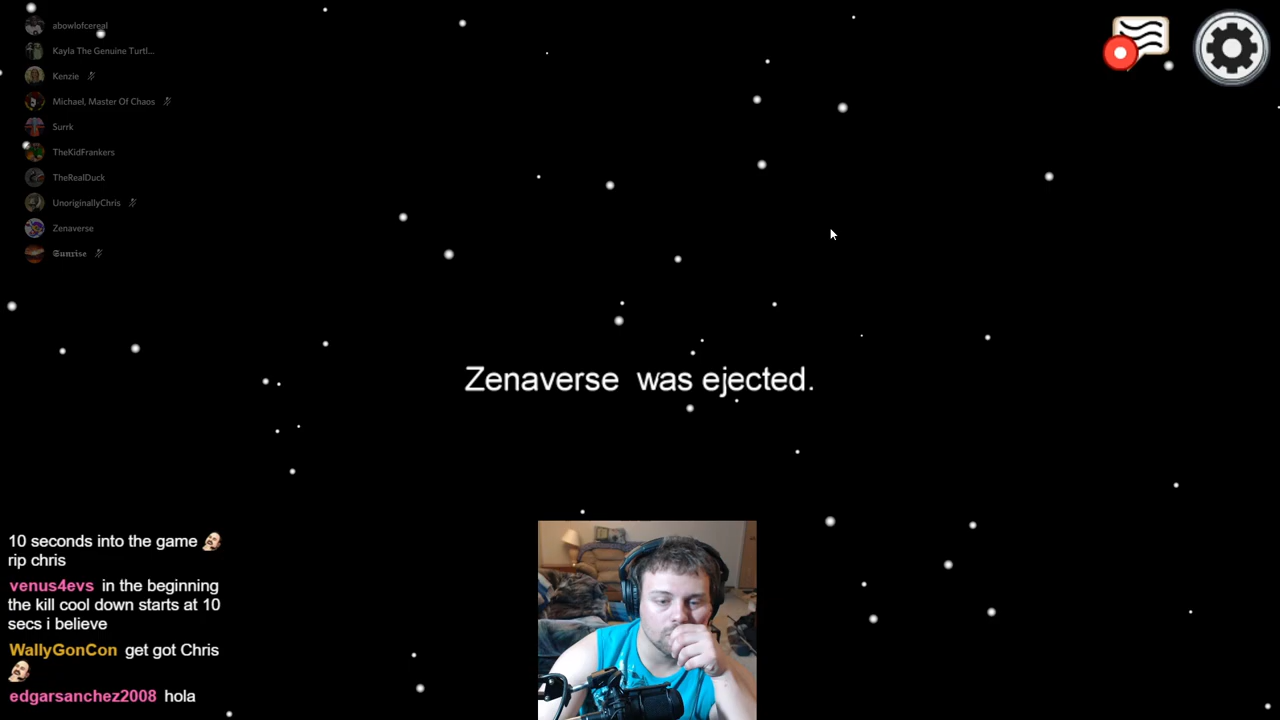 abowlofcereal
Kayla The Genuine Turtl...
Kenzie
Michael, Master Of Chaos
Surrk
TheKidFrankers
TheRealDuck
UnoriginallyChris
Zenaverse
𝕾𝖚𝖓𝖗𝖎𝖘𝖊
Zenaverse was ejected.
10 seconds into the game
rip chris
venus4evs in the beginning
the kill cool down starts at 10
secs i believe
WallyGonCon get got Chris
edgarsanchez2008 hola